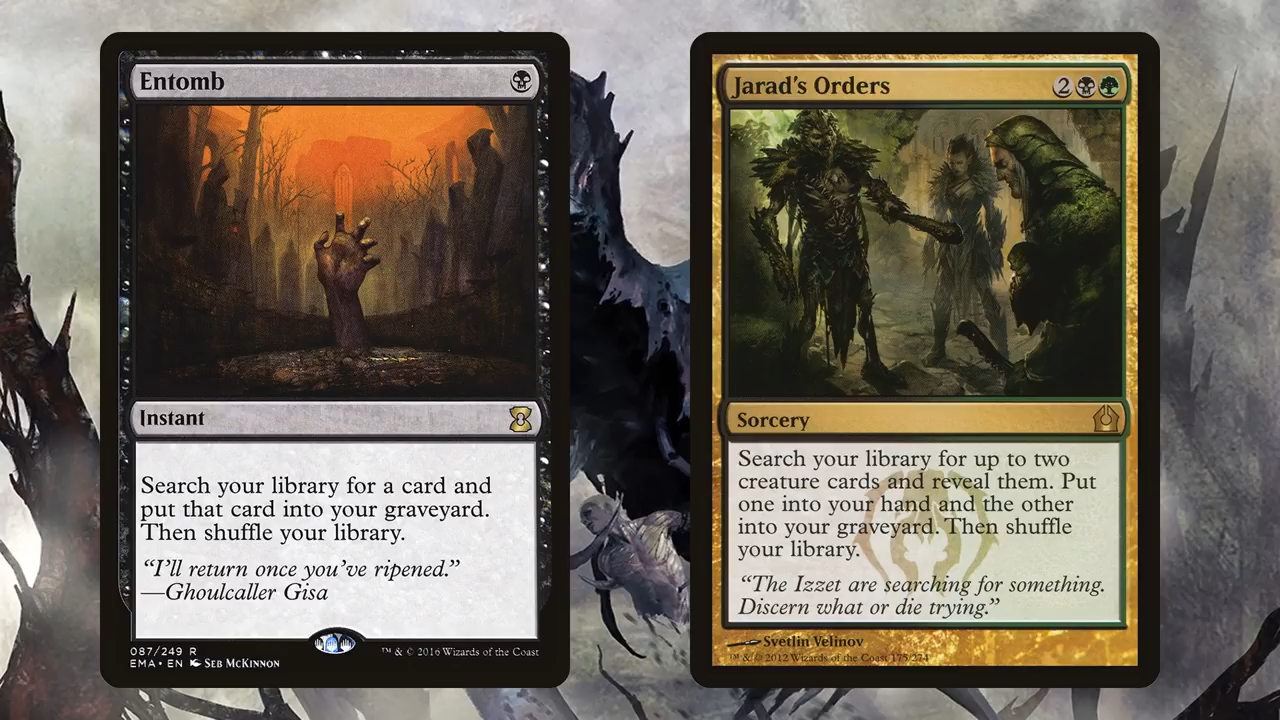 Entomb
Instant
Search your library for a card and
put that card into your graveyard.
Then shuffle your library.
“I’ll return once you’ve ripened.”
—Ghoulcaller Gisa
087/249 R
EMA • EN Seb McKinnon
™ & © 2016 Wizards of the Coast
Jarad’s Orders
2
Sorcery
Search your library for up to two
creature cards and reveal them. Put
one into your hand and the other
into your graveyard. Then shuffle
your library.
“The Izzet are searching for something.
Discern what or die trying.”
Svetlin Velinov
™ & © 2012 Wizards of the Coast 175/274